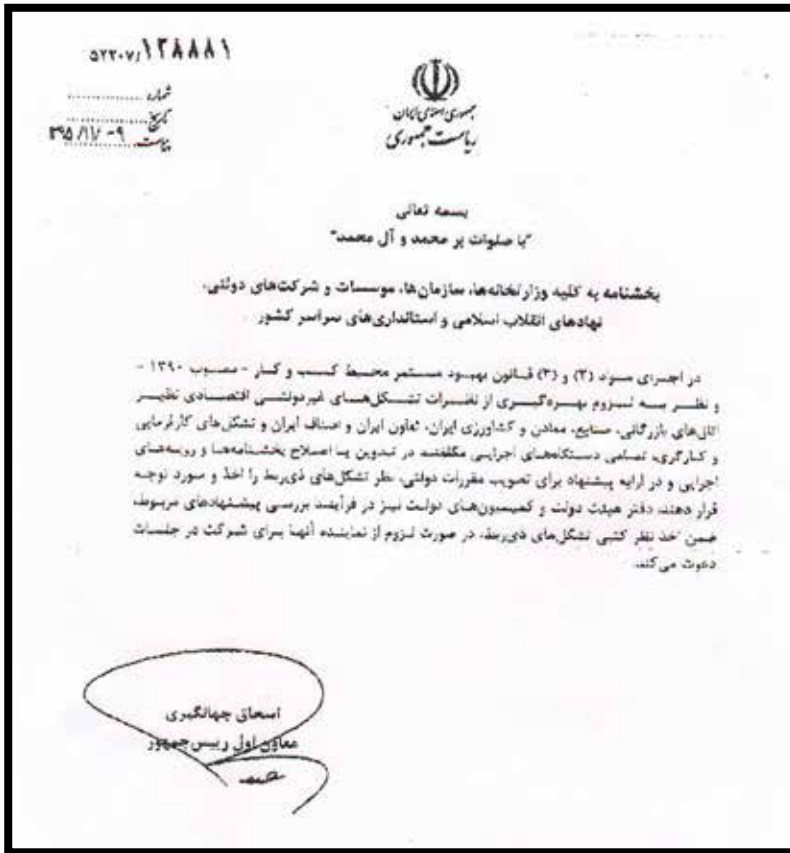 ۵۲۲۰۷/۱۲۸۸۸۱
شماره
تاریخ
پیوست
جمهوری اسلامی ایران
ریاست جمهوری
بسمه تعالی
"با صلوات بر محمد و آل محمد"
بخشنامه به کلیه وزارتخانه‌ها، سازمان‌ها، موسسات و شرکت‌های دولتی،
نهادهای انقلاب اسلامی و استانداری‌های سراسر کشور
در اجرای مواد (۲) و (۳) قانون بهبود مستمر محیط کسب و کار - مصوب ۱۳۹۰ -
و نظر به لزوم بهره‌گیری از نظرات تشکل‌های غیردولتی اقتصادی نظیر
اتاق‌های بازرگانی، صنایع، معادن و کشاورزی ایران، تعاون ایران و اصناف ایران و تشکل‌های کارفرمایی
و کارگری، تمامی دستگاه‌های اجرایی مکلفند در تدوین یا اصلاح بخشنامه‌ها و رویه‌های
اجرایی و در ارایه پیشنهاد برای تصویب مقررات دولتی، نظر تشکل‌های ذی‌ربط را اخذ و مورد توجه
قرار دهند. دفتر هیئت دولت و کمیسیون‌های دولت نیز در فرآیند بررسی پیشنهادهای مربوط،
ضمن اخذ نظر کتبی تشکل‌های ذی‌ربط، در صورت لزوم از نماینده آنها برای شرکت در جلسات
دعوت می‌کند.
اسحاق جهانگیری
معاون اول رییس‌جمهور